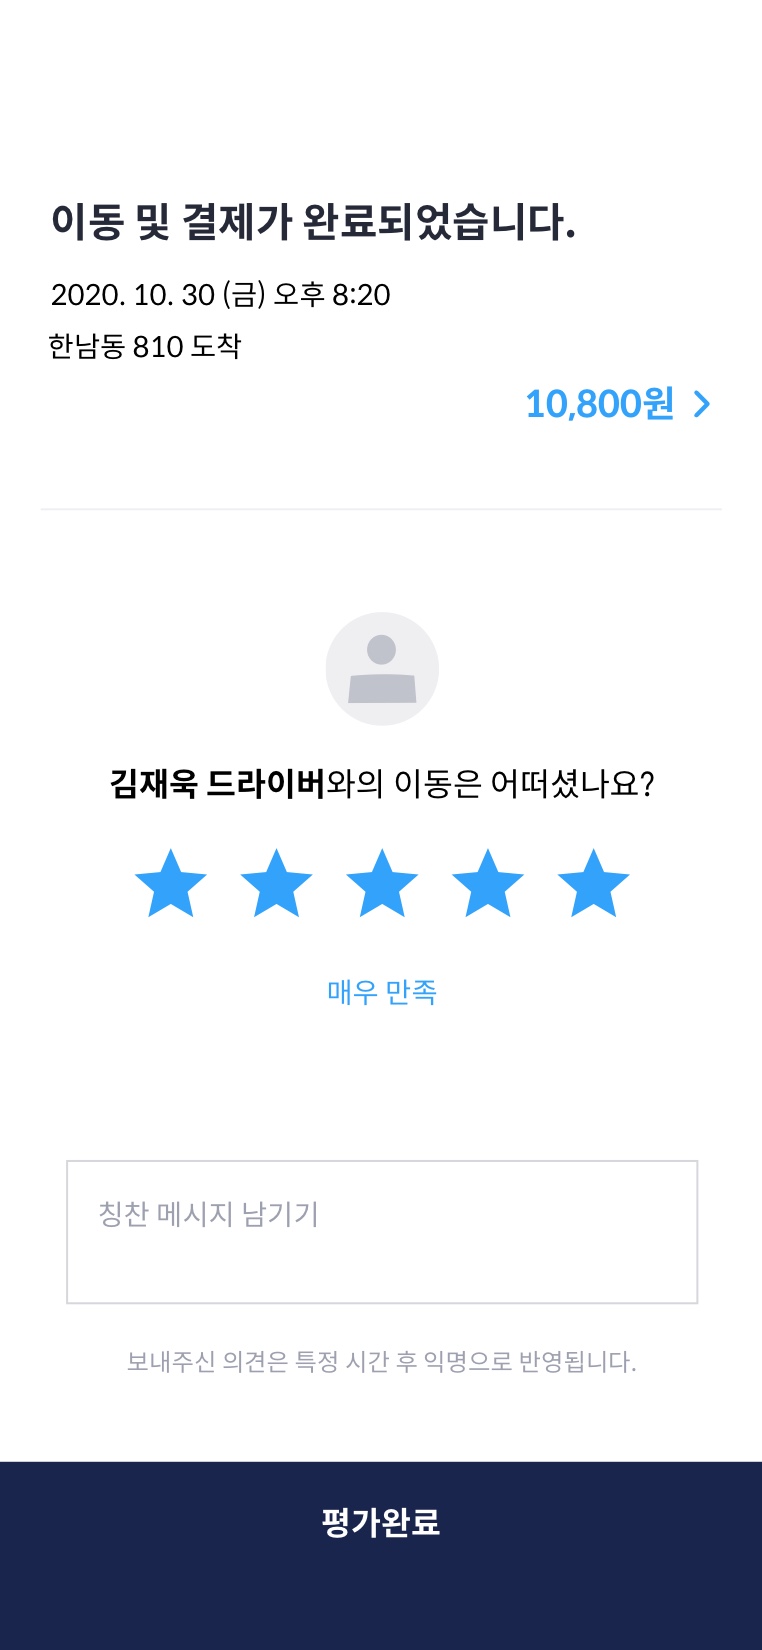 이동 및 결제가 완료되었습니다.
2020. 10. 30 (금) 오후 8:20
한남동 810 도착
10,800원
김재욱 드라이버와의 이동은 어떠셨나요?
매우 만족
칭찬 메시지 남기기
보내주신 의견은 특정 시간 후 익명으로 반영됩니다.
평가완료